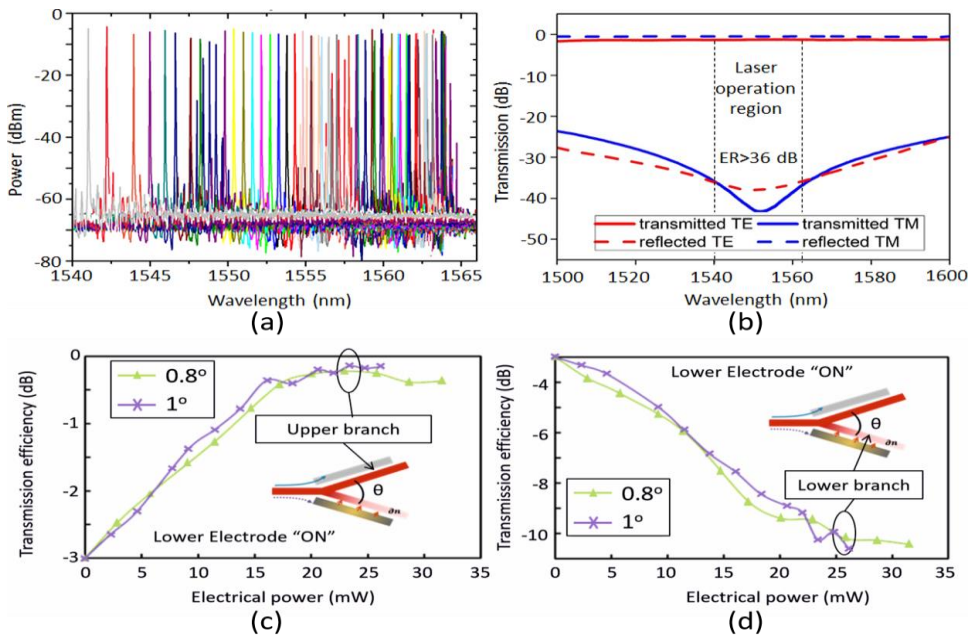 0
-20
-40
-60
-80
Power (dBm)
1540 1545 1550 1555 1560 1565
Wavelength (nm)
(a)
0
-10
-20
-30
-40
-50
Transmission (dB)
Laser
operation
region
ER>36 dB
transmitted TE
transmitted TM
reflected TE
reflected TM
1500 1520 1540 1560 1580 1600
Wavelength (nm)
(b)
0
-1
-2
-3
Transmission efficiency (dB)
0.8°
1°
Upper branch
θ
∂n
Lower Electrode “ON”
0 5 10 15 20 25 30 35
Electrical power (mW)
(c)
-4
-6
-8
-10
Transmission efficiency (dB)
Lower Electrode “ON”
θ
∂n
Lower branch
0.8°
1°
0 5 10 15 20 25 30 35
Electrical power (mW)
(d)